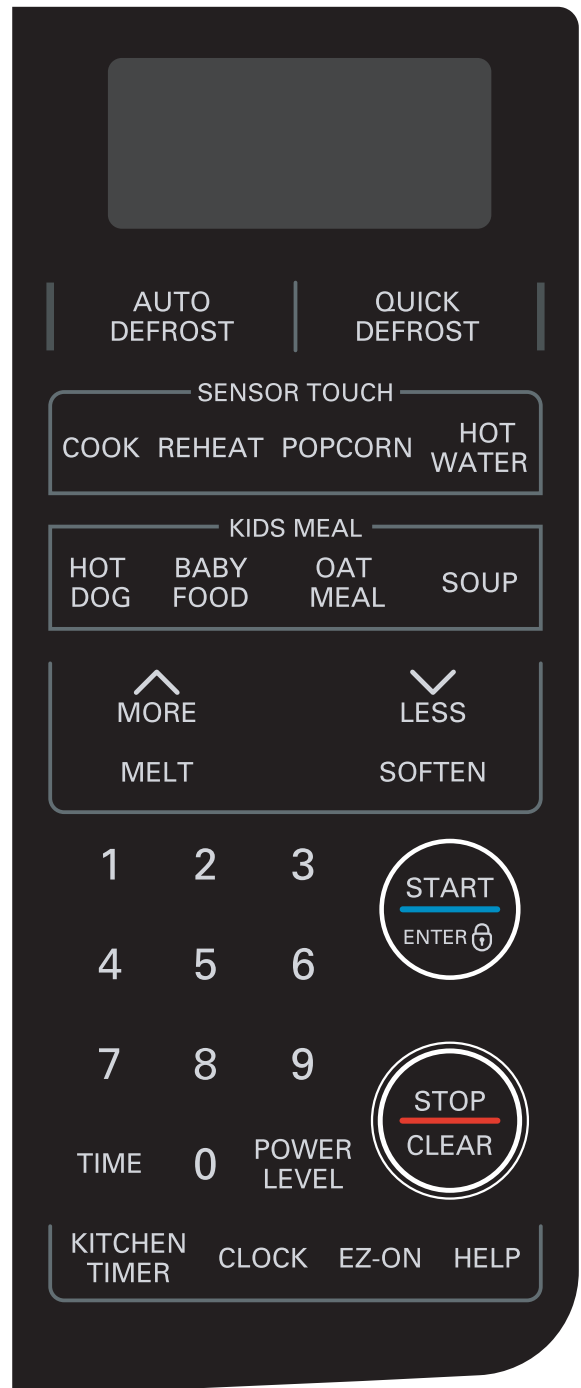 AUTO
DEFROST
QUICK
DEFROST
SENSOR TOUCH
COOK REHEAT POPCORN HOT
WATER
KIDS MEAL
HOT
DOG
BABY
FOOD
OAT
MEAL
SOUP
MORE LESS
MELT SOFTEN
1 2 3
START
ENTER
4 5 6
7 8 9
STOP
CLEAR
TIME 0 POWER
LEVEL
KITCHEN
TIMER
CLOCK EZ-ON HELP